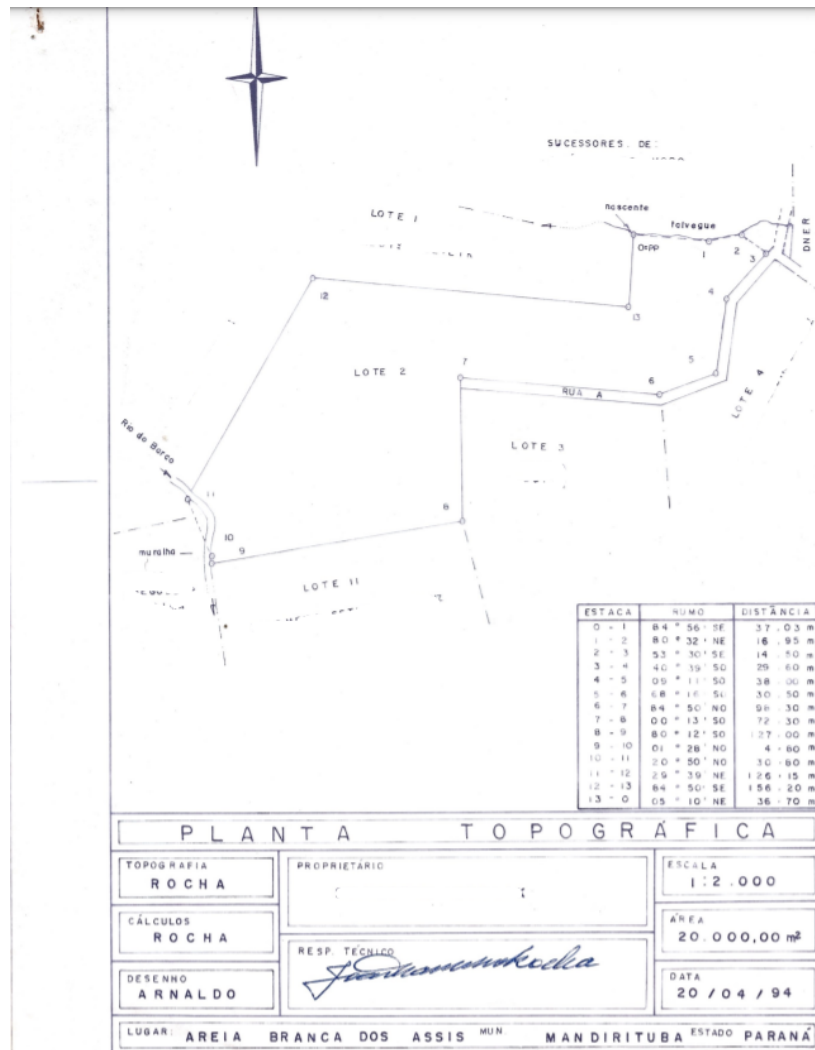 SUCESSORES DE:
LOTE 1
nascente
talvegue
DNER
0=PP
1
2
3
4
12
13
7
5
LOTE 2
6
RUA A
LOTE 4
LOTE 3
Rio do Barco
11
8
10
muralha
9
LOTE 11
ESTACA RUMO DISTÂNCIA
0 - 1 84° 56' SE 37.03 m
1 - 2 80° 32' NE 16.95 m
2 - 3 53° 30' SE 14.50 m
3 - 4 40° 39' SO 29.60 m
4 - 5 09° 11' SO 38.00 m
5 - 6 68° 16' SO 30.50 m
6 - 7 84° 50' NO 98.30 m
7 - 8 00° 13' SO 72.30 m
8 - 9 80° 12' SO 127.00 m
9 - 10 01° 28' NO 4.80 m
10 - 11 20° 50' NO 30.80 m
11 - 12 29° 39' NE 126.15 m
12 - 13 84° 50' SE 156.20 m
13 - 0 05° 10' NE 36.70 m
PLANTA TOPOGRÁFICA
TOPOGRAFIA
ROCHA
PROPRIETÁRIO
ESCALA
1:2.000
CÁLCULOS
ROCHA
ÁREA
20.000,00 m²
RESP. TÉCNICO
DESENHO
ARNALDO
DATA
20/04/94
LUGAR: AREIA BRANCA DOS ASSIS MUN. MANDIRITUBA ESTADO PARANÁ